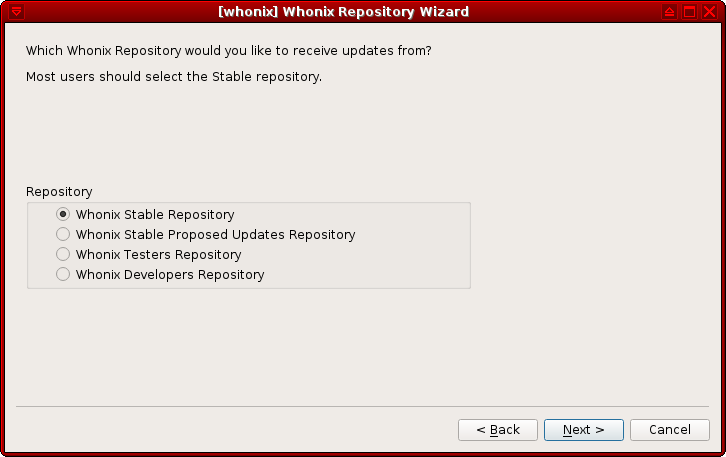 [whonix] Whonix Repository Wizard
Which Whonix Repository would you like to receive updates from?
Most users should select the Stable repository.
Repository
Whonix Stable Repository
Whonix Stable Proposed Updates Repository
Whonix Testers Repository
Whonix Developers Repository
< Back Next > Cancel